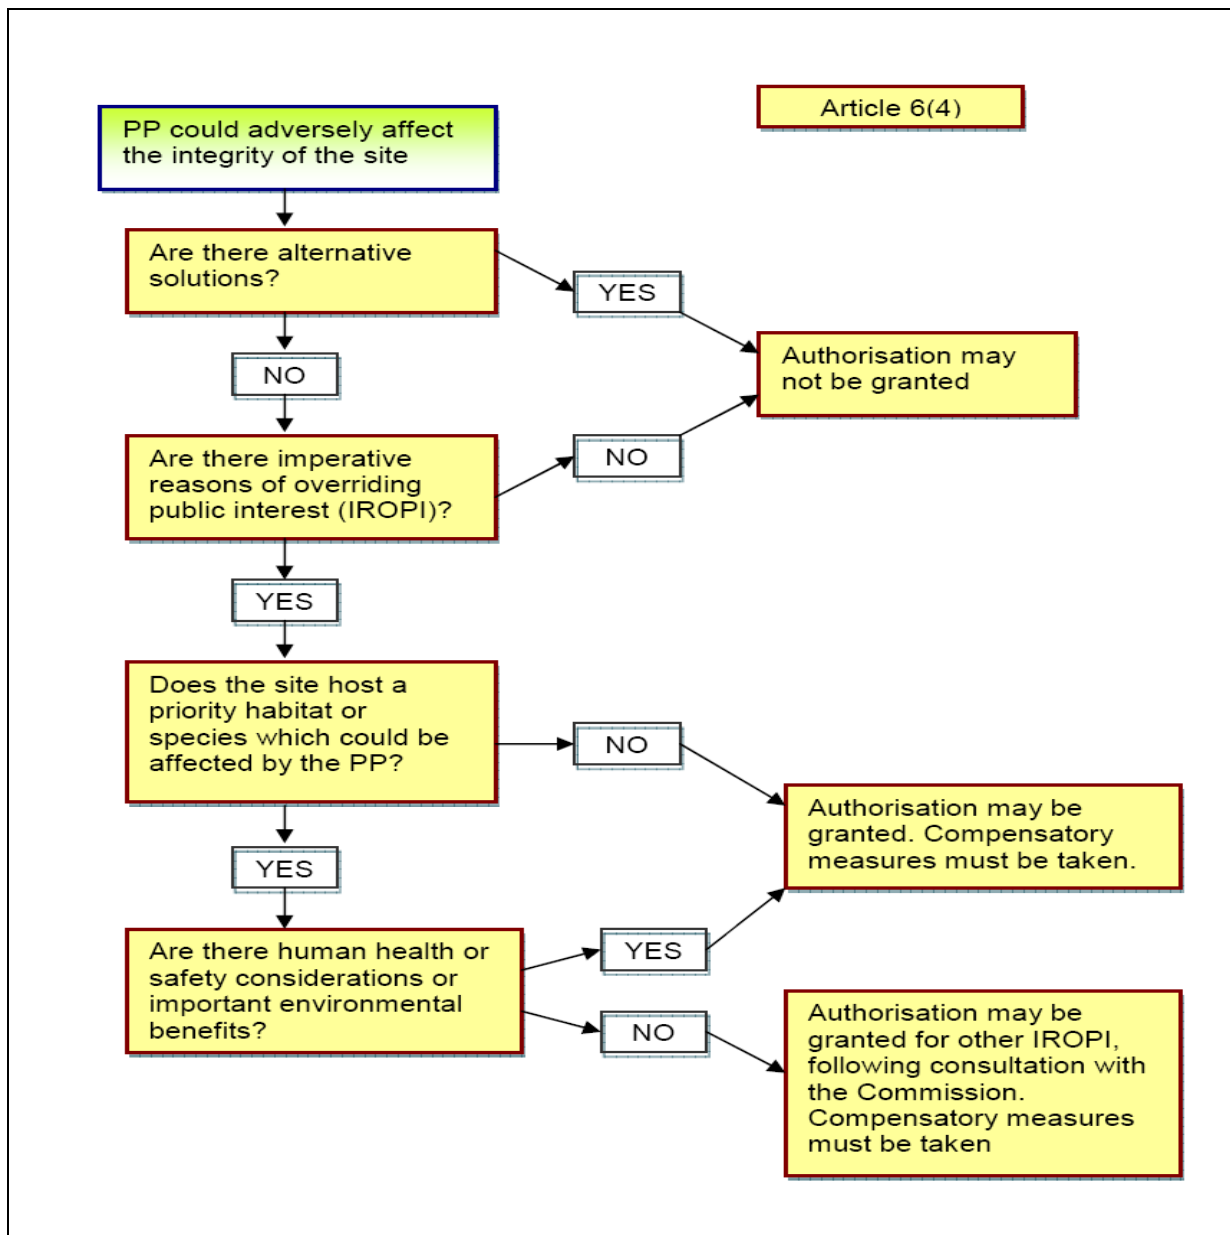 Article 6(4)
PP could adversely affect
the integrity of the site
Are there alternative
solutions?
YES
NO
Authorisation may
not be granted
Are there imperative
reasons of overriding
public interest (IROPI)?
NO
YES
Does the site host a
priority habitat or
species which could be
affected by the PP?
NO
YES
Authorisation may be
granted. Compensatory
measures must be taken.
Are there human health or
safety considerations or
important environmental
benefits?
YES
NO
Authorisation may be
granted for other IROPI,
following consultation with
the Commission.
Compensatory measures
must be taken